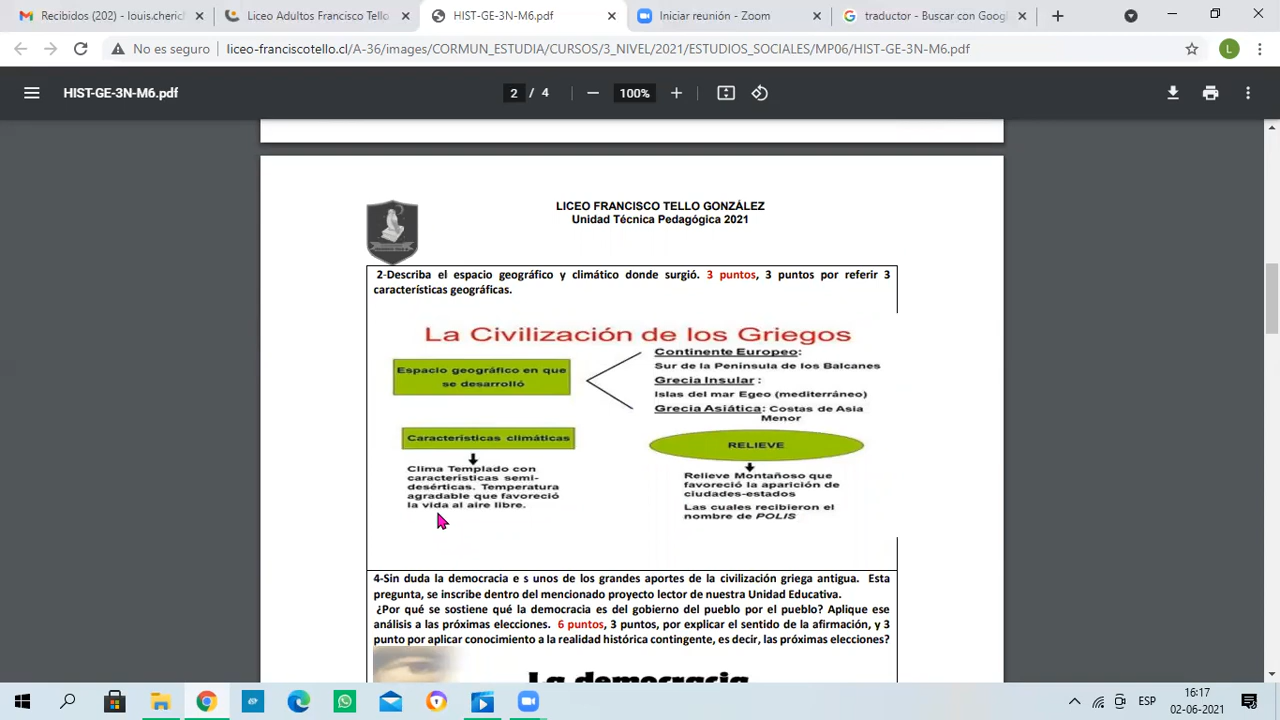 Recibidos (202) - louis.cherich
Liceo Adultos Francisco Tello
HIST-GE-3N-M6.pdf
Iniciar reunión - Zoom
traductor - Buscar con Goog
No es seguro
liceo-franciscotello.cl/A-36/images/CORMUN_ESTUDIA/CURSOS/3_NIVEL/2021/ESTUDIOS_SOCIALES/MP06/HIST-GE-3N-M6.pdf
L
HIST-GE-3N-M6.pdf
2 / 4
100%
LICEO FRANCISCO TELLO GONZÁLEZ
Unidad Técnica Pedagógica 2021
2-Describa el espacio geográfico y climático donde surgió. 3 puntos, 3 puntos por referir 3
características geográficas.
La Civilización de los Griegos
Espacio geográfico en que
se desarrolló
Continente Europeo:
Sur de la Península de los Balcanes
Grecia Insular :
Islas del mar Egeo (mediterráneo)
Grecia Asiática: Costas de Asia
Menor
Características climáticas
Clima Templado con
características semi-
desérticas. Temperatura
agradable que favoreció
la vida al aire libre.
RELIEVE
Relieve Montañoso que
favoreció la aparición de
ciudades-estados
Las cuales recibieron el
nombre de POLIS
4-Sin duda la democracia e s unos de los grandes aportes de la civilización griega antigua. Esta
pregunta, se inscribe dentro del mencionado proyecto lector de nuestra Unidad Educativa.
¿Por qué se sostiene qué la democracia es del gobierno del pueblo por el pueblo? Aplique ese
análisis a las próximas elecciones. 6 puntos, 3 puntos, por explicar el sentido de la afirmación, y 3
punto por aplicar conocimiento a la realidad histórica contingente, es decir, las próximas elecciones?
La democracia
ESP
16:17
02-06-2021